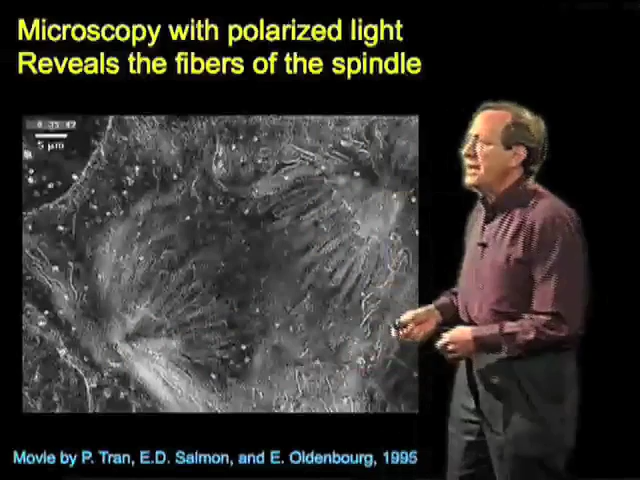 Microscopy with polarized light
Reveals the fibers of the spindle
5 μm
Movie by P. Tran, E.D. Salmon, and E. Oldenbourg, 1995